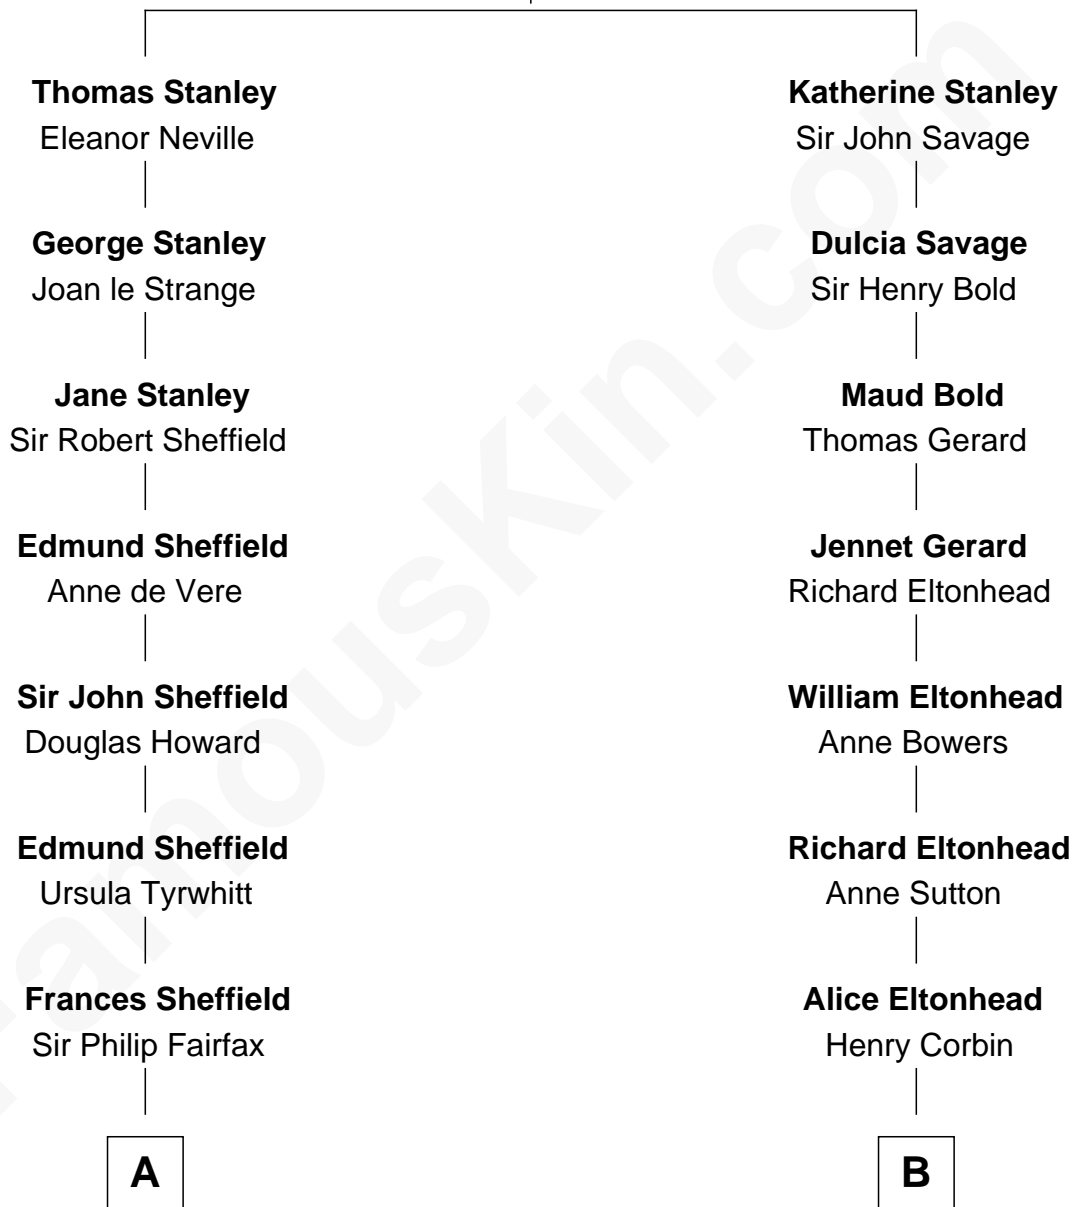 Thomas Stanley
Eleanor Neville
George Stanley
Joan le Strange
Jane Stanley
Sir Robert Sheffield
Edmund Sheffield
Anne de Vere
Sir John Sheffield
Douglas Howard
Edmund Sheffield
Ursula Tyrwhitt
Frances Sheffield
Sir Philip Fairfax
A
Katherine Stanley
Sir John Savage
Dulcia Savage
Sir Henry Bold
Maud Bold
Thomas Gerard
Jennet Gerard
Richard Eltonhead
William Eltonhead
Anne Bowers
Richard Eltonhead
Anne Sutton
Alice Eltonhead
Henry Corbin
B
FamousKin.com